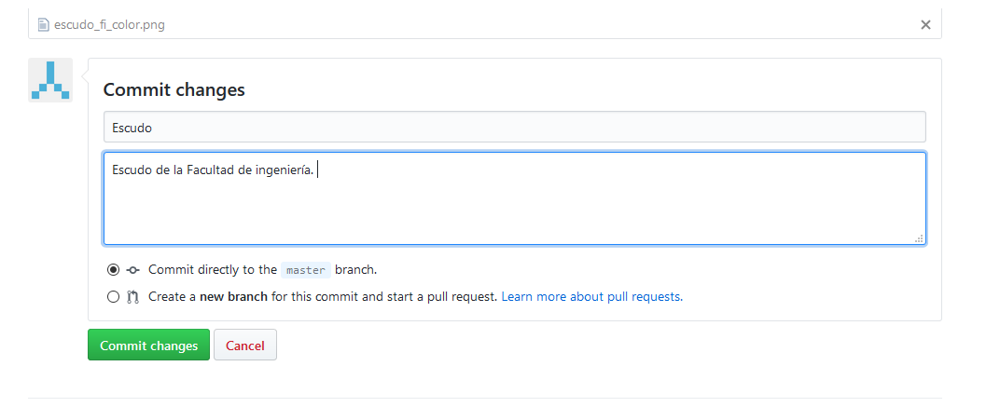 escudo_fi_color.png
Commit changes
Escudo
Escudo de la Facultad de ingeniería.
Commit directly to the master branch.
Create a new branch for this commit and start a pull request. Learn more about pull requests.
Commit changes Cancel